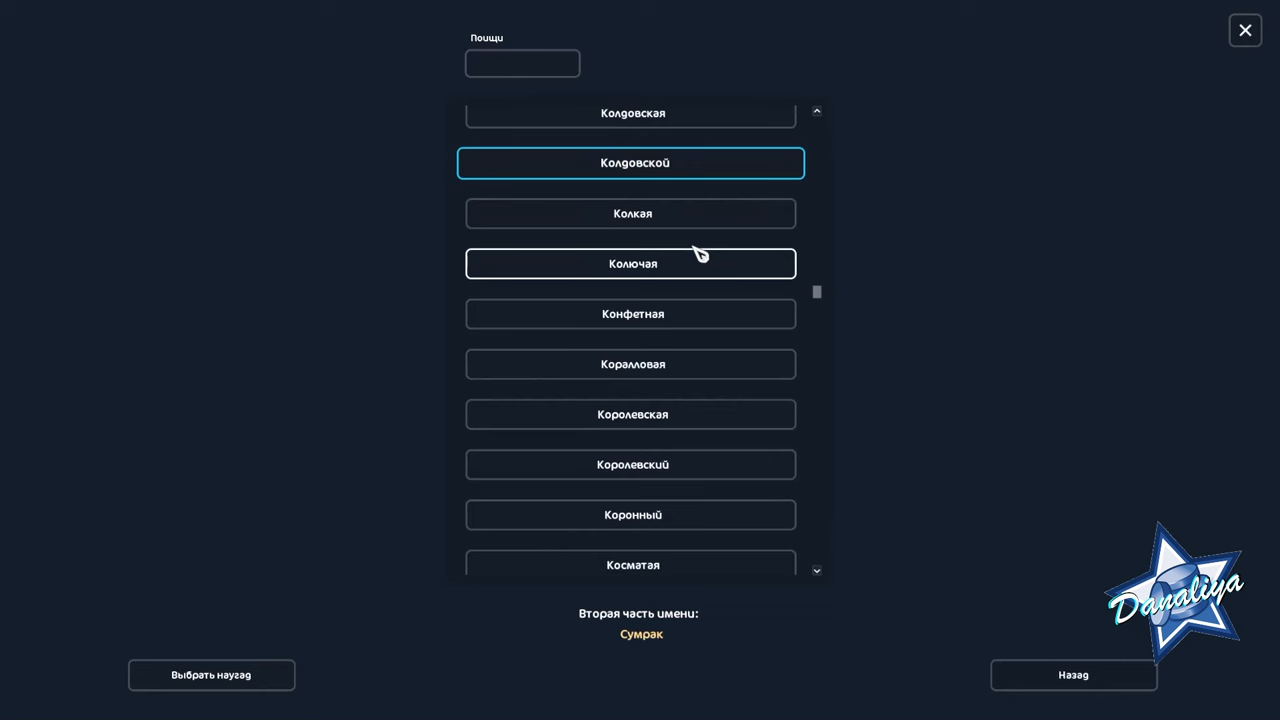 Поищи
Колдовская
Колдовской
Колкая
Колючая
Конфетная
Коралловая
Королевская
Королевский
Коронный
Косматая
Вторая часть имени:
Сумрак
Выбрать наугад
Назад
Danaliya